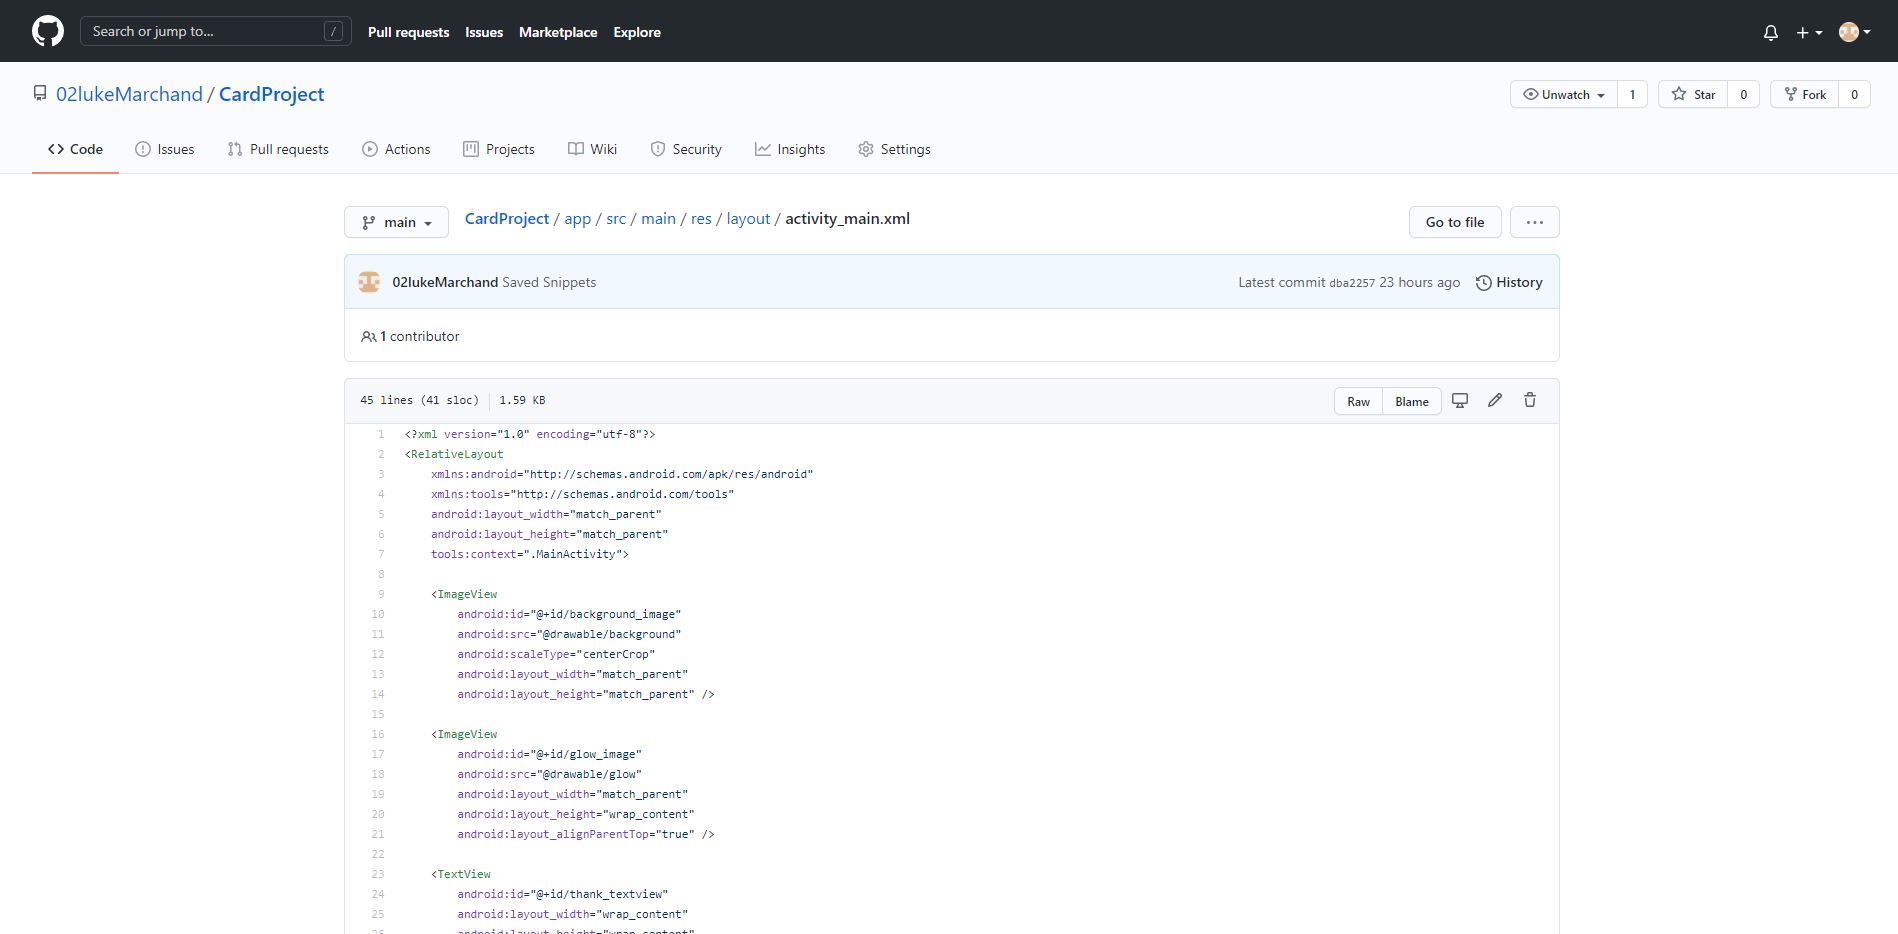 Search or jump to... /
Pull requests Issues Marketplace Explore
02lukeMarchand / CardProject
Unwatch 1 Star 0 Fork 0
Code Issues Pull requests Actions Projects Wiki Security Insights Settings
main CardProject / app / src / main / res / layout / activity_main.xml Go to file ...
02lukeMarchand Saved Snippets Latest commit dba2257 23 hours ago History
1 contributor
45 lines (41 sloc) 1.59 KB Raw Blame
1 <?xml version="1.0" encoding="utf-8"?>
2 <RelativeLayout
3 xmlns:android="http://schemas.android.com/apk/res/android"
4 xmlns:tools="http://schemas.android.com/tools"
5 android:layout_width="match_parent"
6 android:layout_height="match_parent"
7 tools:context=".MainActivity">
8
9 <ImageView
10 android:id="@+id/background_image"
11 android:src="@drawable/background"
12 android:scaleType="centerCrop"
13 android:layout_width="match_parent"
14 android:layout_height="match_parent" />
15
16 <ImageView
17 android:id="@+id/glow_image"
18 android:src="@drawable/glow"
19 android:layout_width="match_parent"
20 android:layout_height="wrap_content"
21 android:layout_alignParentTop="true" />
22
23 <TextView
24 android:id="@+id/thank_textview"
25 android:layout_width="wrap_content"
26 android:layout_height="wrap_content"